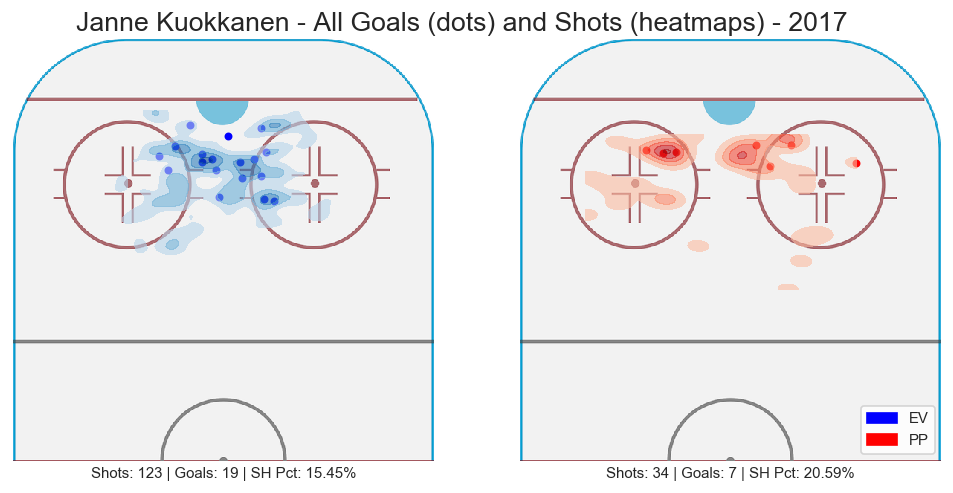 Janne Kuokkanen - All Goals (dots) and Shots (heatmaps) - 2017
EV
PP
Shots: 123 | Goals: 19 | SH Pct: 15.45%
Shots: 34 | Goals: 7 | SH Pct: 20.59%